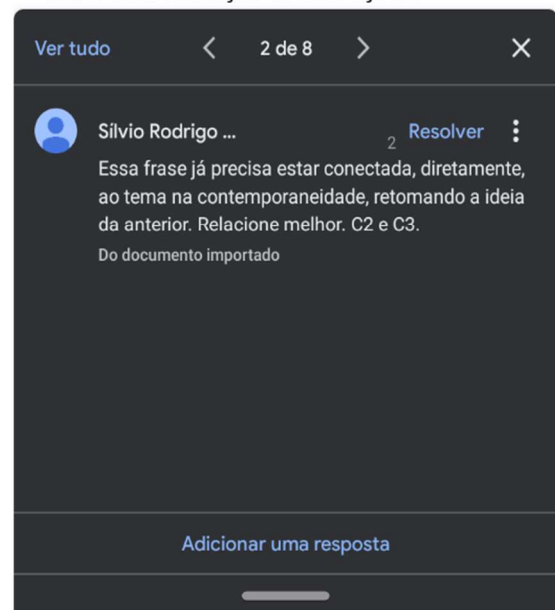 Ver tudo
2 de 8
Sílvio Rodrigo ...
2
Resolver
Essa frase já precisa estar conectada, diretamente,
ao tema na contemporaneidade, retomando a ideia
da anterior. Relacione melhor. C2 e C3.
Do documento importado
Adicionar uma resposta